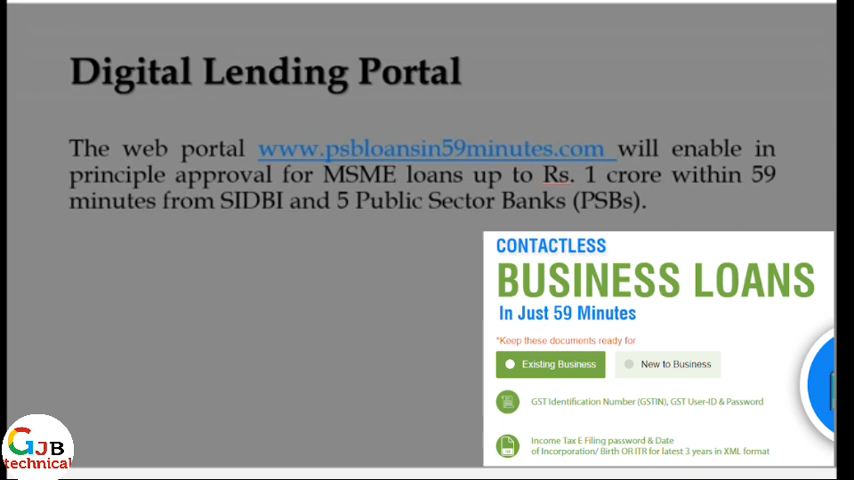 Digital Lending Portal
The web portal www.psbloansin59minutes.com will enable in
principle approval for MSME loans up to Rs. 1 crore within 59
minutes from SIDBI and 5 Public Sector Banks (PSBs).
CONTACTLESS
BUSINESS LOANS
In Just 59 Minutes
*Keep these documents ready for
Existing Business New to Business
GST Identification Number (GSTIN), GST User-ID & Password
Income Tax E Filing password & Date
of Incorporation/ Birth OR ITR for latest 3 years in XML format
GJB
technical